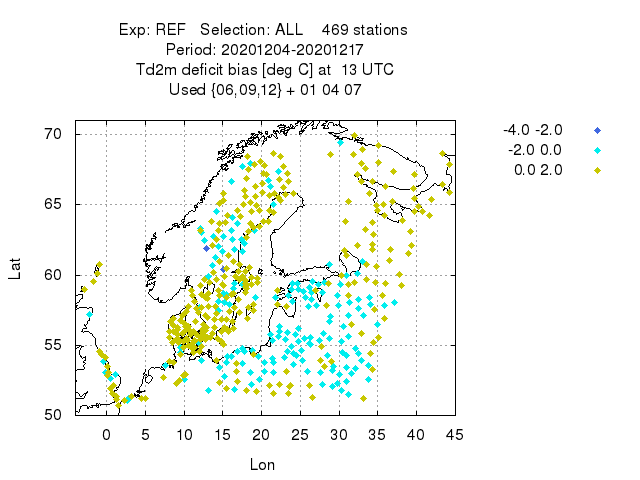 Exp: REF   Selection: ALL    469 stations
Period: 20201204-20201217
Td2m deficit bias [deg C] at  13 UTC
Used {06,09,12} + 01 04 07
-4.0 -2.0
-2.0 0.0
0.0 2.0
70
65
60
55
50
Lat
0 5 10 15 20 25 30 35 40 45
Lon